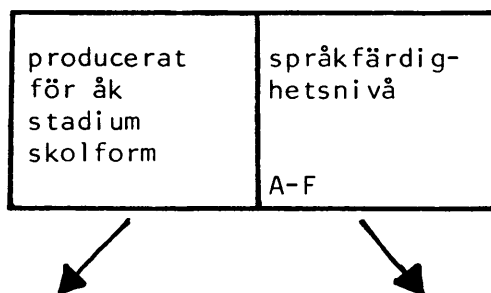 producerat
för åk
stadium
skolform
språkfärdig-
hetsnivå
A-F